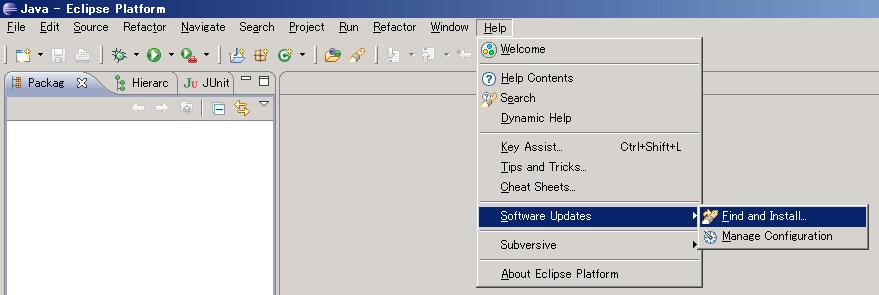 Java - Eclipse Platform
File Edit Source Refactor Navigate Search Project Run Refactor Window Help
Welcome
Packag Hierarc JUnit
Help Contents
Search
Dynamic Help
Key Assist... Ctrl+Shift+L
Tips and Tricks...
Cheat Sheets...
Software Updates
Find and Install...
Manage Configuration
Subversive
About Eclipse Platform